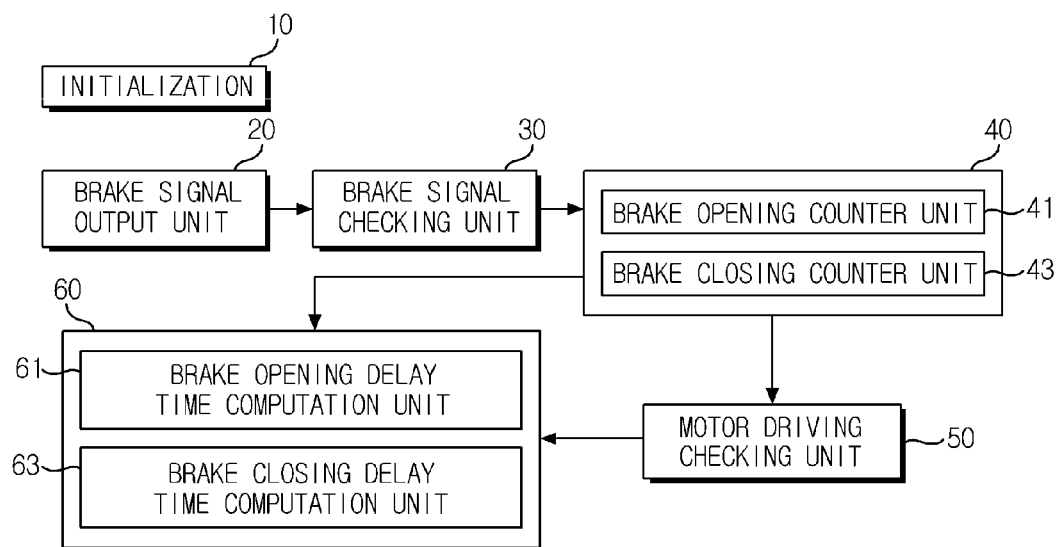 10
INITIALIZATION
20
30
40
BRAKE SIGNAL
OUTPUT UNIT
BRAKE SIGNAL
CHECKING UNIT
BRAKE OPENING COUNTER UNIT
41
BRAKE CLOSING COUNTER UNIT
43
60
61
BRAKE OPENING DELAY
TIME COMPUTATION UNIT
MOTOR DRIVING
CHECKING UNIT
50
63
BRAKE CLOSING DELAY
TIME COMPUTATION UNIT